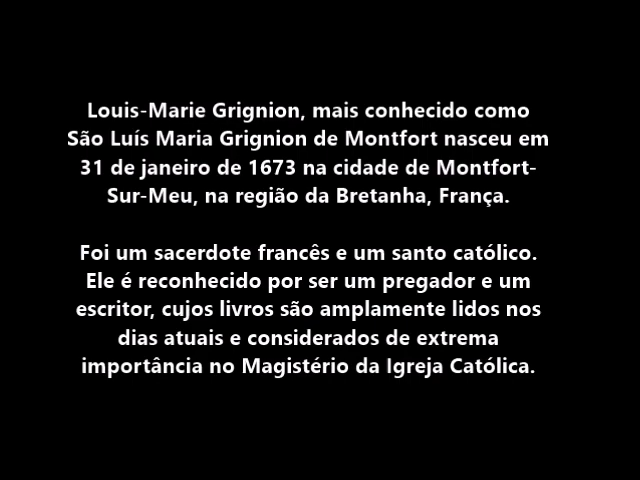 Louis-Marie Grignion, mais conhecido como
São Luís Maria Grignion de Montfort nasceu em
31 de janeiro de 1673 na cidade de Montfort-
Sur-Meu, na região da Bretanha, França.
Foi um sacerdote francês e um santo católico.
Ele é reconhecido por ser um pregador e um
escritor, cujos livros são amplamente lidos nos
dias atuais e considerados de extrema
importância no Magistério da Igreja Católica.